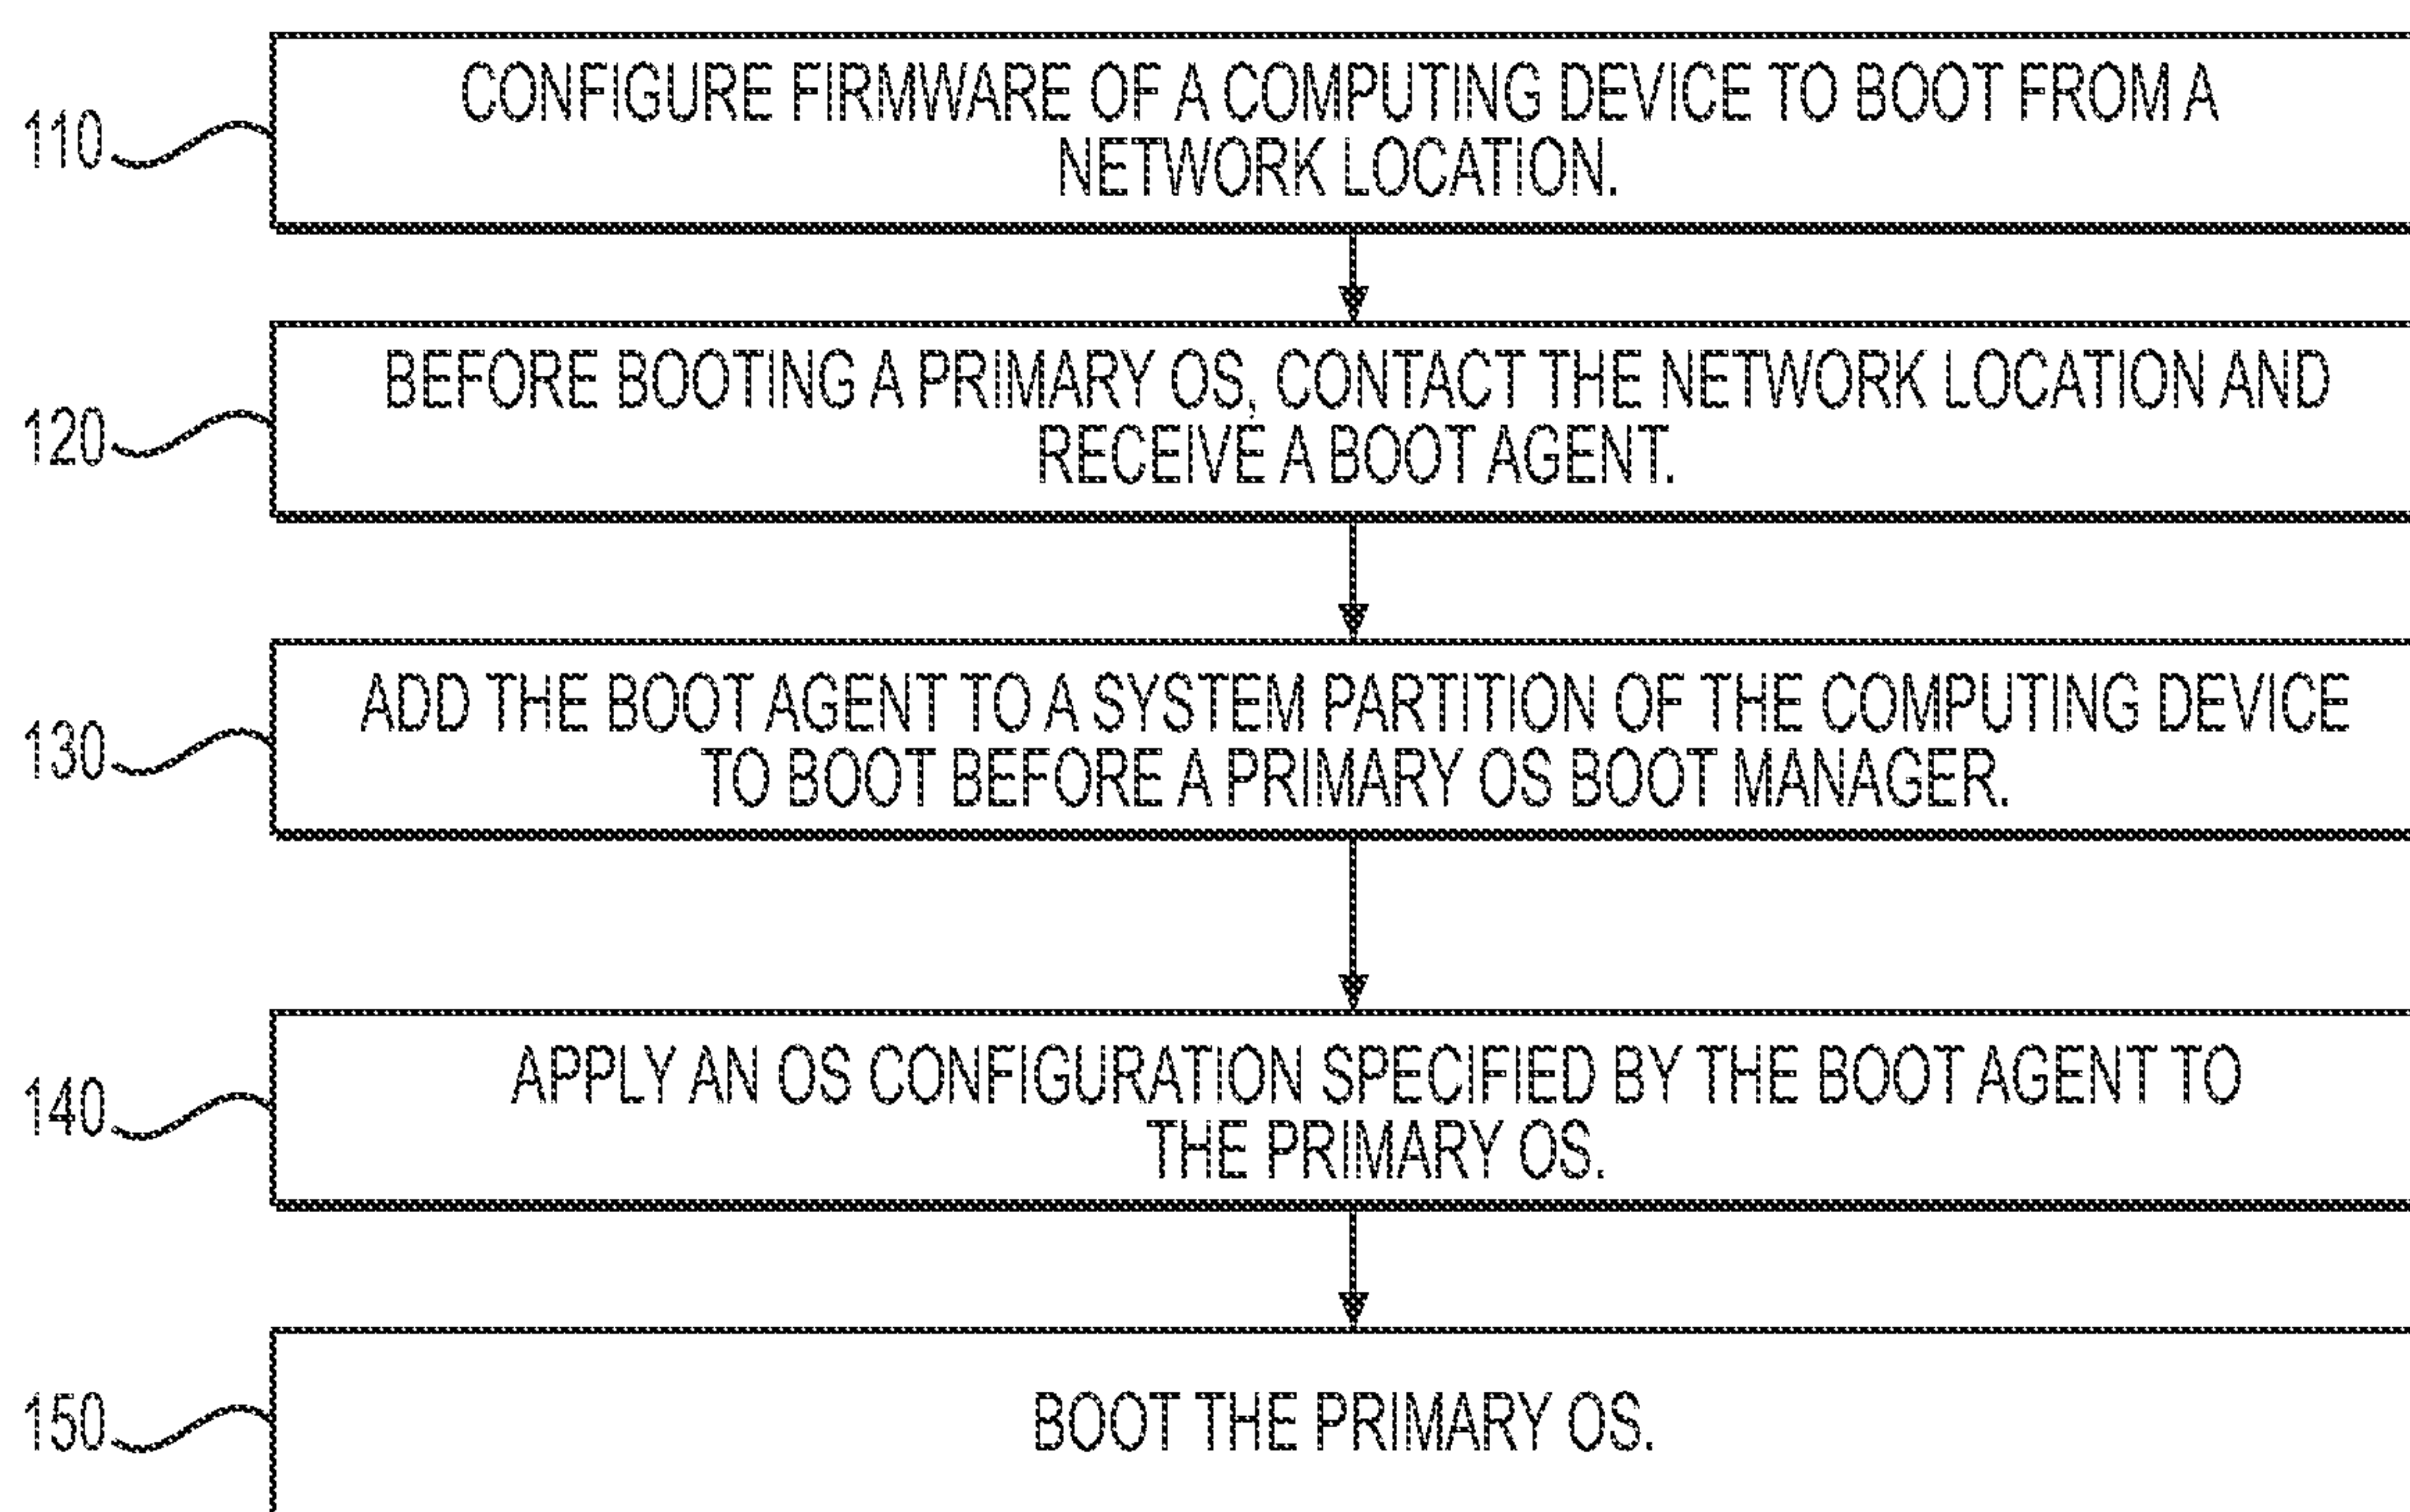 110
CONFIGURE FIRMWARE OF A COMPUTING DEVICE TO BOOT FROM A
NETWORK LOCATION.
120
BEFORE BOOTING A PRIMARY OS, CONTACT THE NETWORK LOCATION AND
RECEIVE A BOOT AGENT.
130
ADD THE BOOT AGENT TO A SYSTEM PARTITION OF THE COMPUTING DEVICE
TO BOOT BEFORE A PRIMARY OS BOOT MANAGER.
140
APPLY AN OS CONFIGURATION SPECIFIED BY THE BOOT AGENT TO
THE PRIMARY OS.
150
BOOT THE PRIMARY OS.